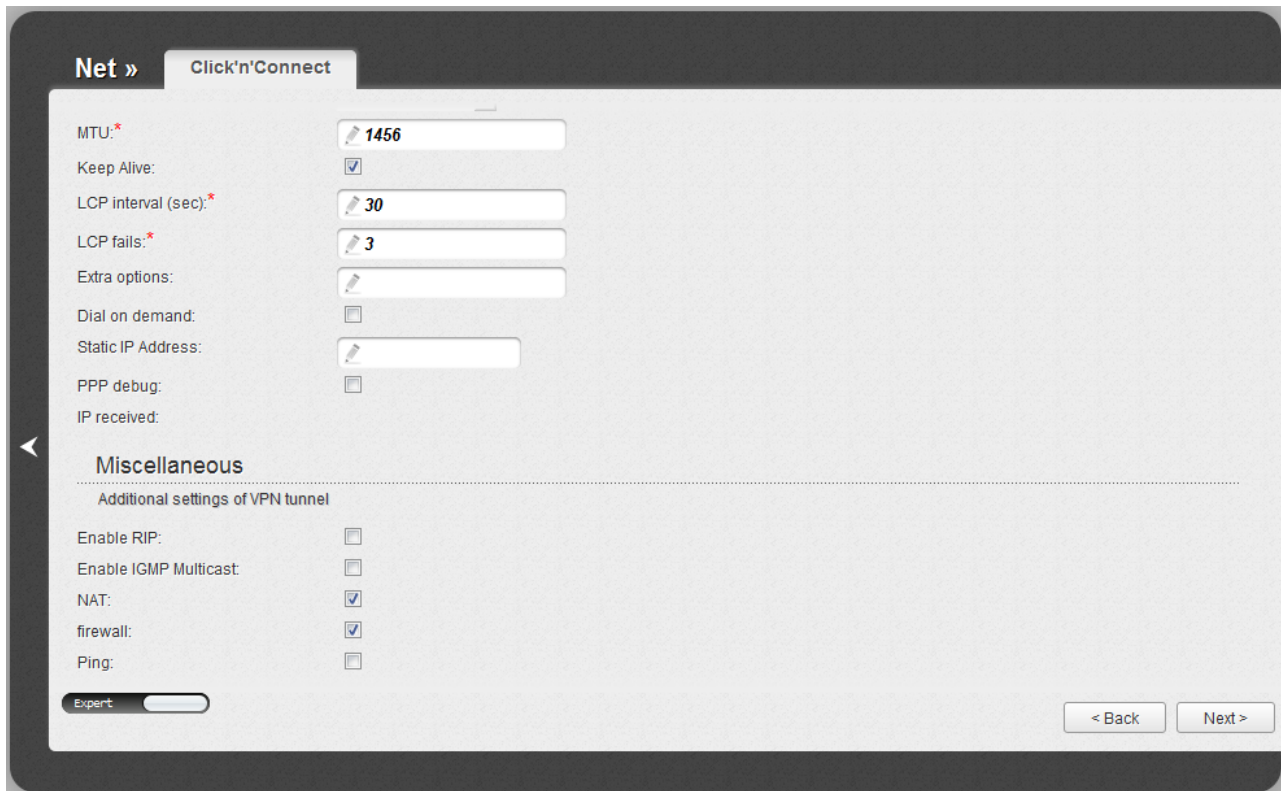 Net » Click'n'Connect
MTU:* 1456
Keep Alive:
LCP interval (sec):* 30
LCP fails:* 3
Extra options:
Dial on demand:
Static IP Address:
PPP debug:
IP received:
Miscellaneous
Additional settings of VPN tunnel
Enable RIP:
Enable IGMP Multicast:
NAT:
firewall:
Ping:
Expert
< Back Next >